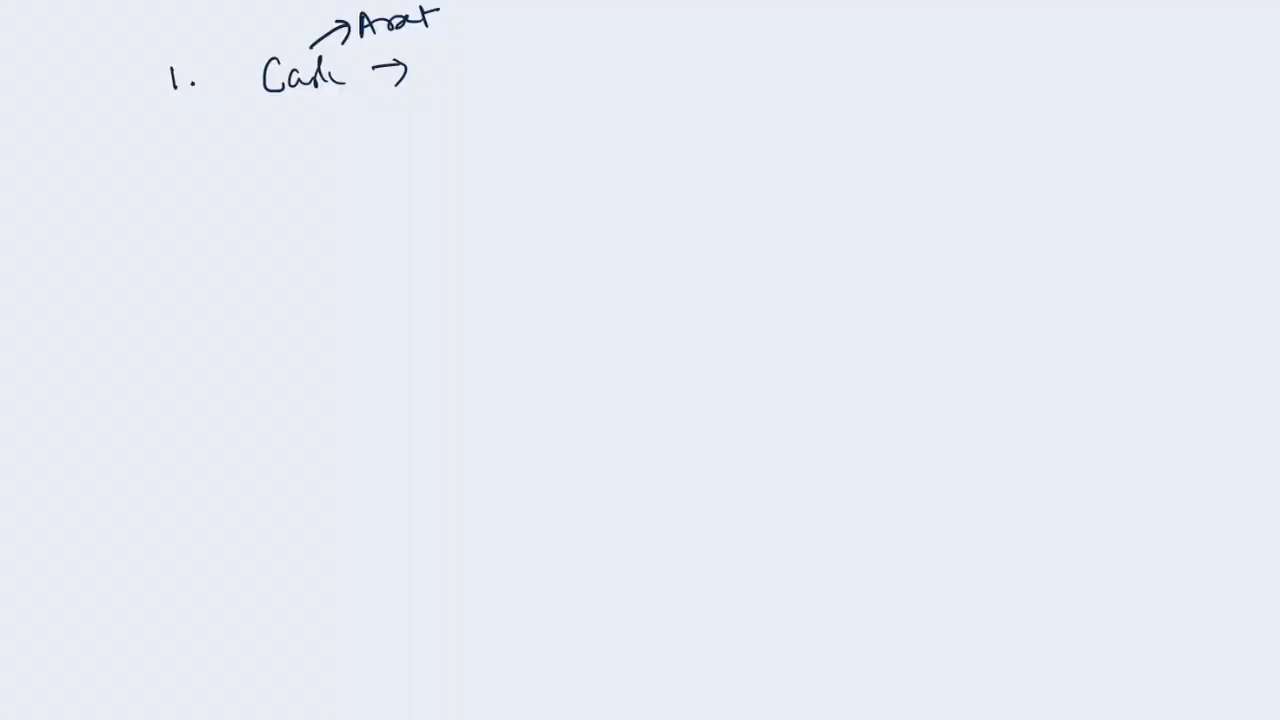 → Asset
1. Cash →